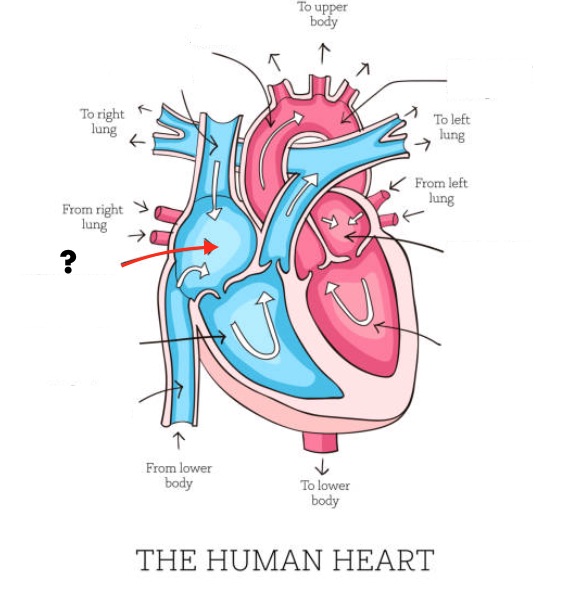 To upper
body
To right
lung
To left
lung
From left
lung
From right
lung
?
From lower
body
To lower
body
THE HUMAN HEART